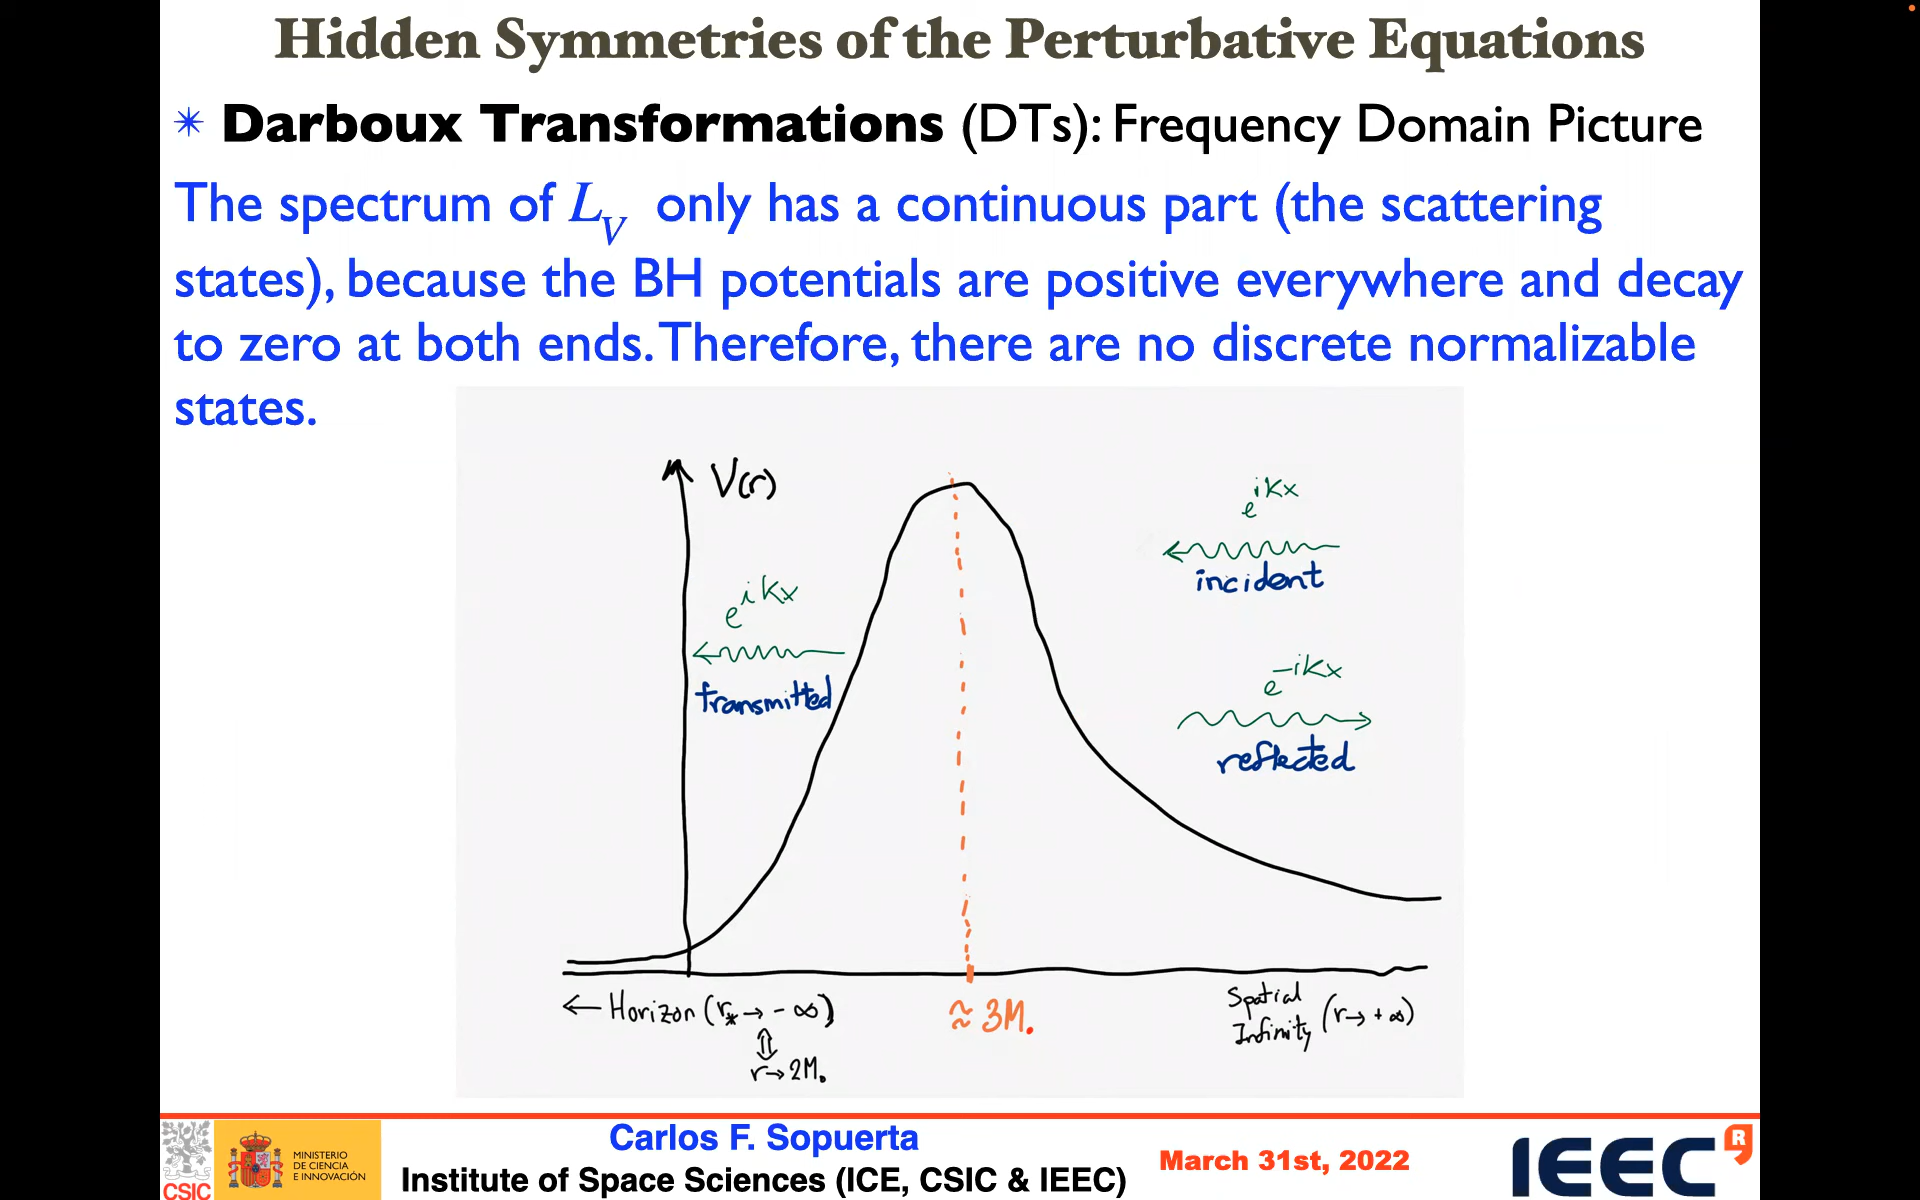 Hidden Symmetries of the Perturbative Equations
✴ Darboux Transformations (DTs): Frequency Domain Picture
The spectrum of L_V only has a continuous part (the scattering
states), because the BH potentials are positive everywhere and decay
to zero at both ends. Therefore, there are no discrete normalizable
states.
V(r)
e^{ikx}
incident
e^{ikx}
transmitted
e^{-ikx}
reflected
← Horizon (r_* → - ∞)
⇕
r → 2M.
≈ 3M.
Spatial
Infinity (r → + ∞)
CSIC
MINISTERIO
DE CIENCIA
E INNOVACIÓN
Carlos F. Sopuerta
Institute of Space Sciences (ICE, CSIC & IEEC)
March 31st, 2022
IEEC R